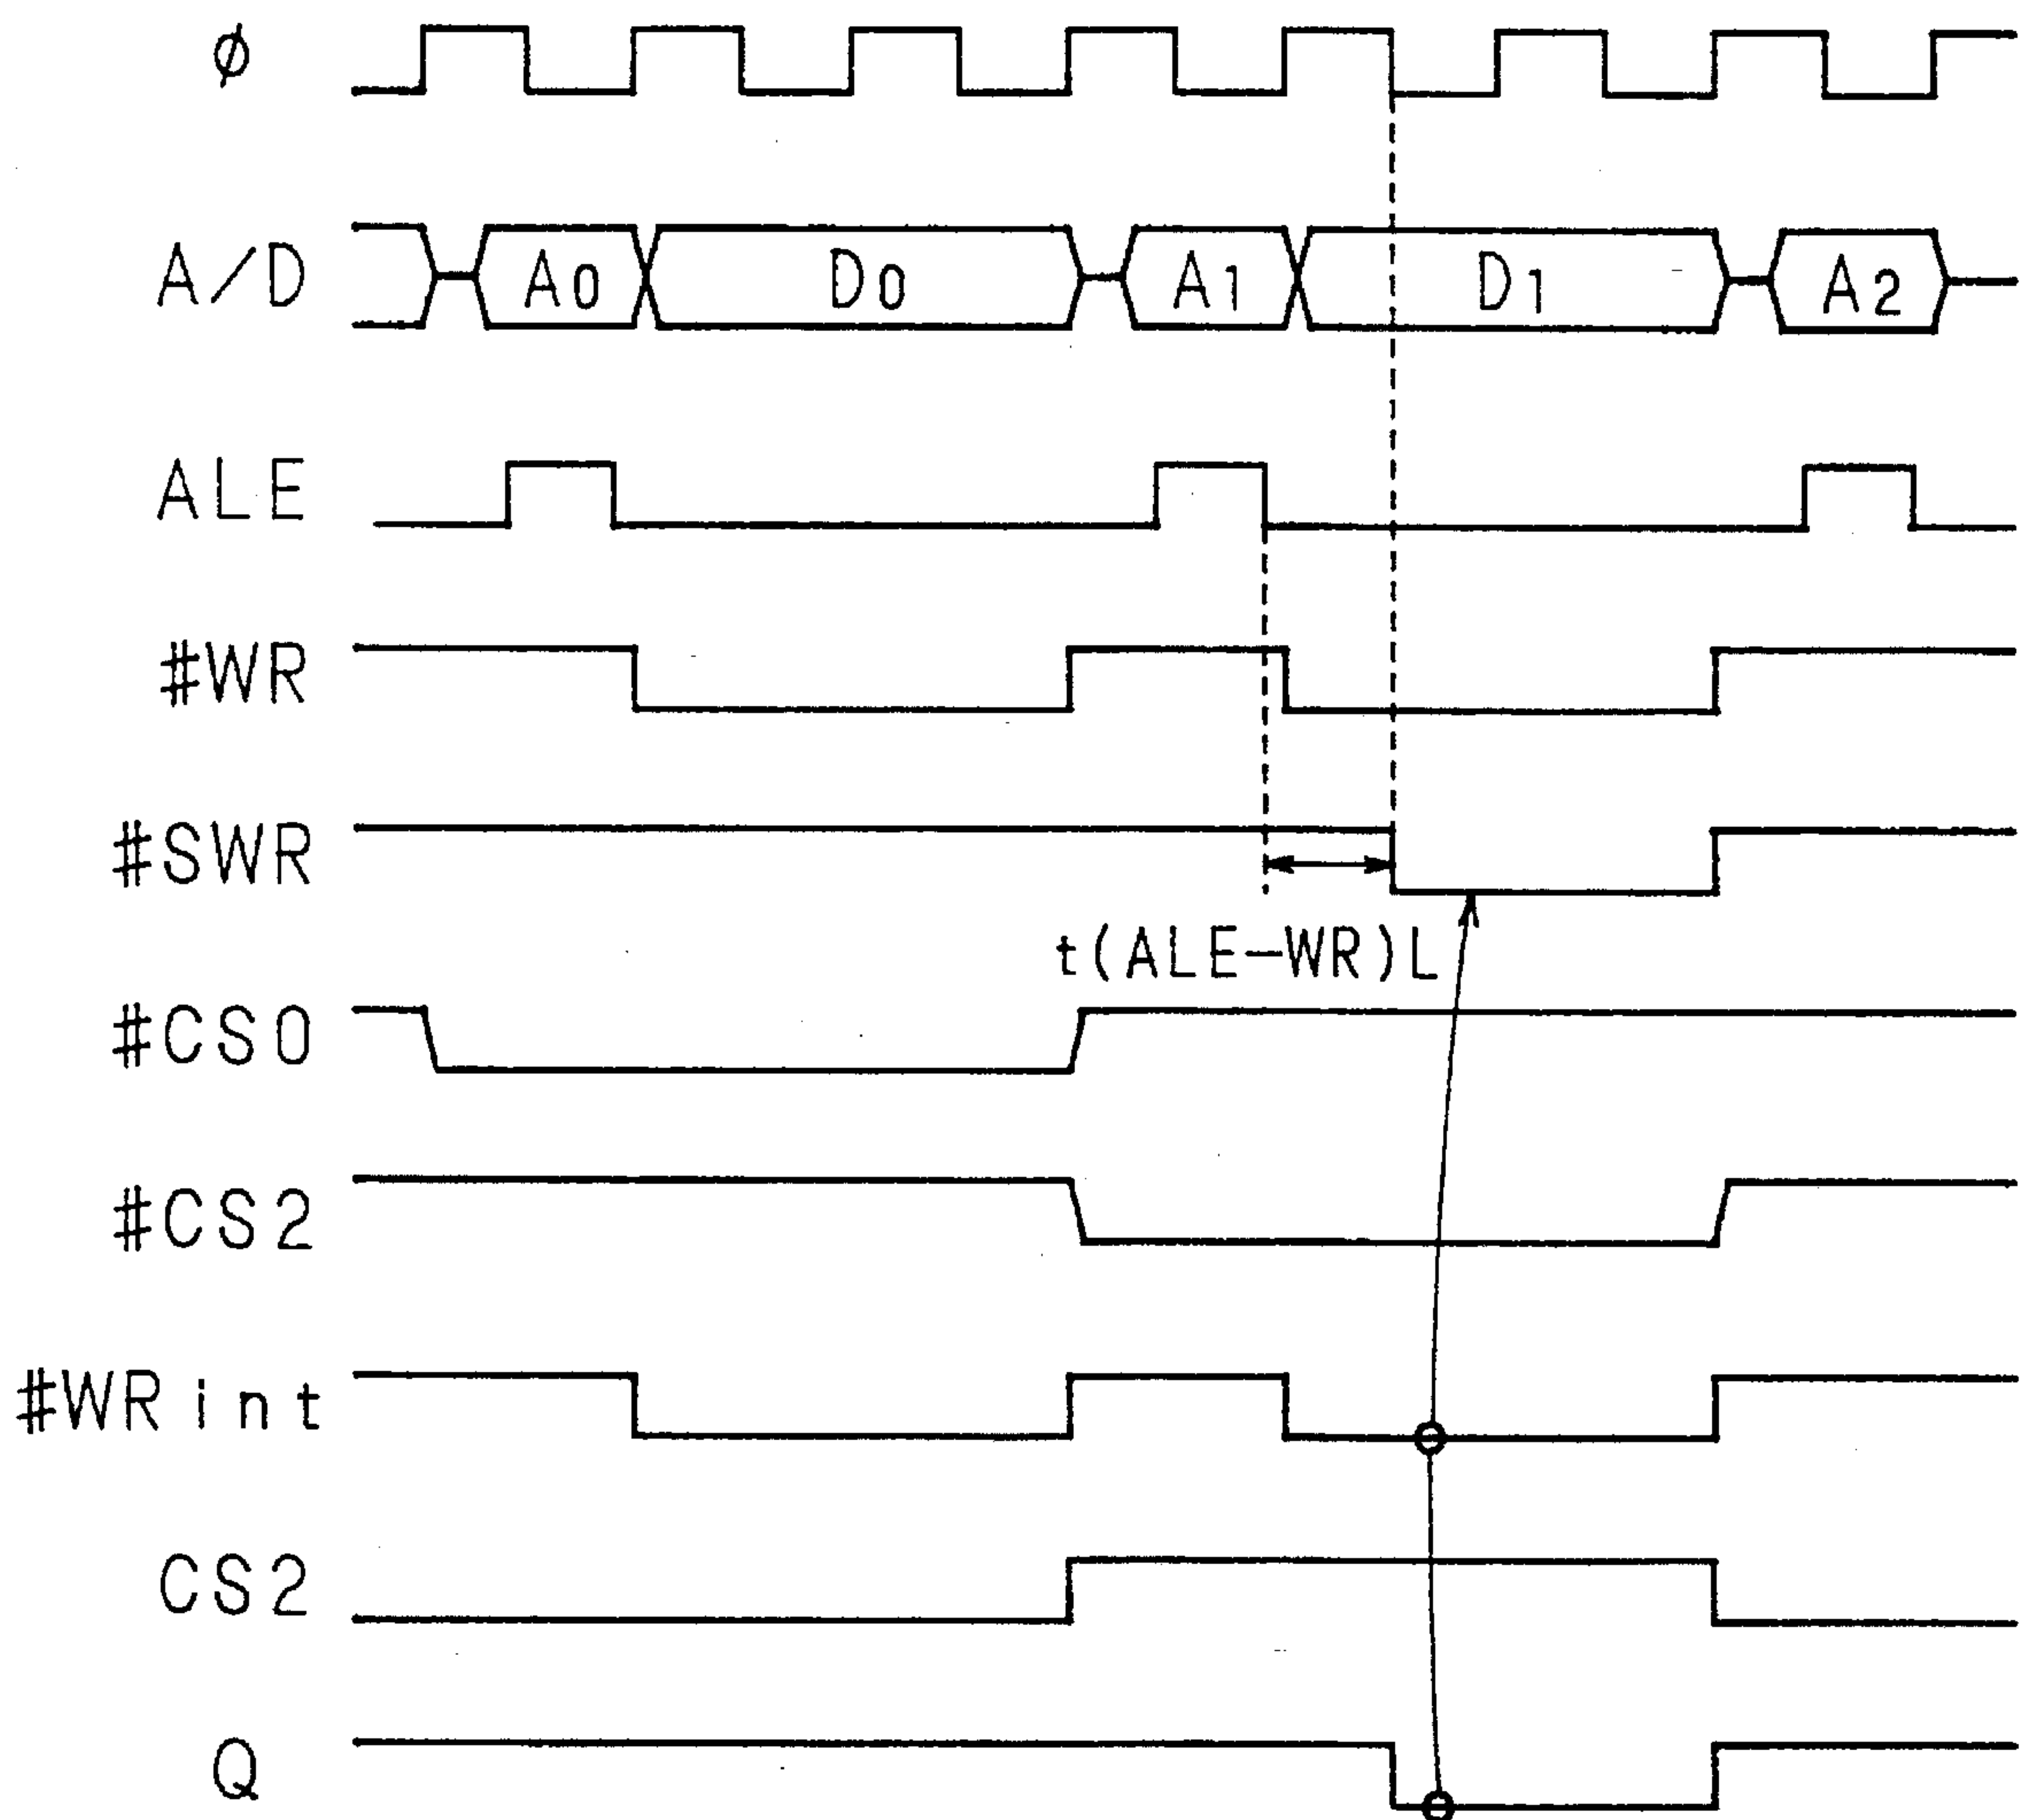 ϕ
A/D A0 D0 A1 D1 A2
ALE
#WR
#SWR
t(ALE-WR)L
#CS0
#CS2
#WRint
CS2
Q